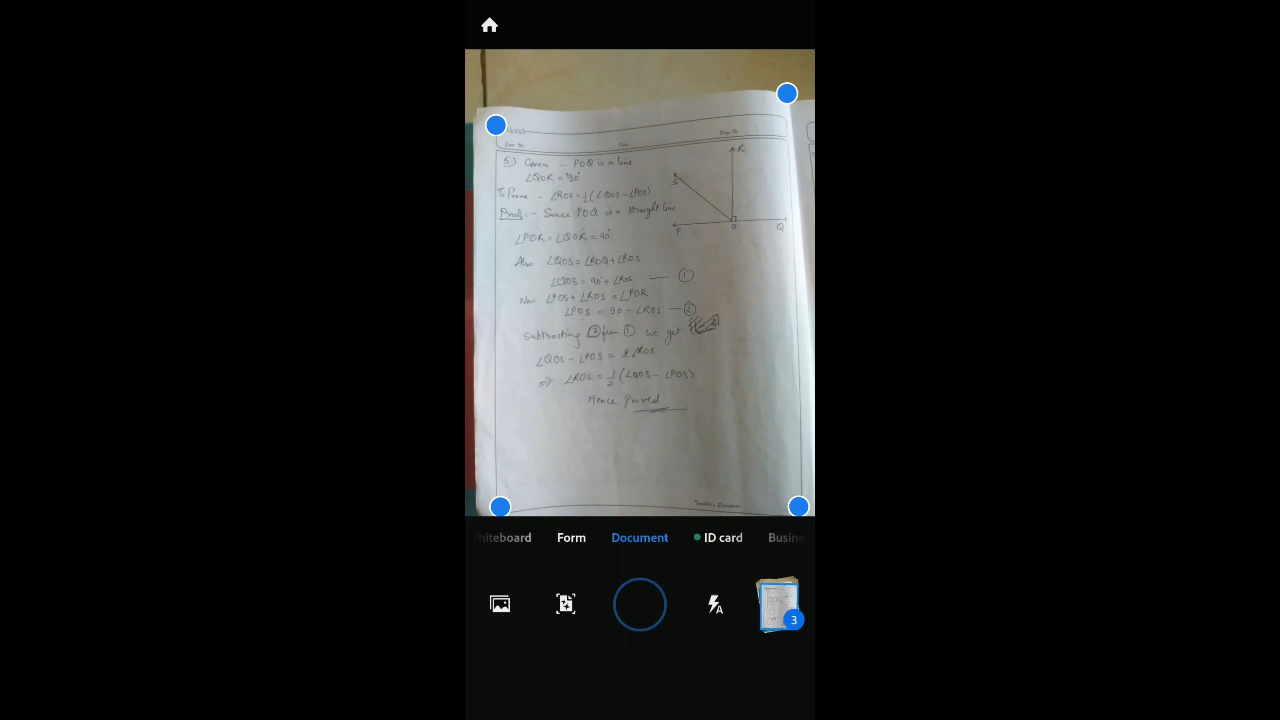 5) Given :- POQ is a line
∠QOR = 90°
To Prove - ∠ROS = 1/2 (∠QOS - ∠POS)
Proof :- Since POQ is a straight line
∠POR = ∠QOR = 90°
Also ∠QOS = ∠ROQ + ∠ROS
∠QOS = 90° + ∠ROS — 1
Now ∠POS + ∠ROS = ∠POR
∠POS = 90 - ∠ROS — 2
Subtracting 2 from 1 we get
∠QOS - ∠POS = 2∠ROS
=> ∠ROS = 1/2 (∠QOS - ∠POS)
Hence Proved
R
S
P
O
Q
Teacher's Signature
Form
Document
ID card
3